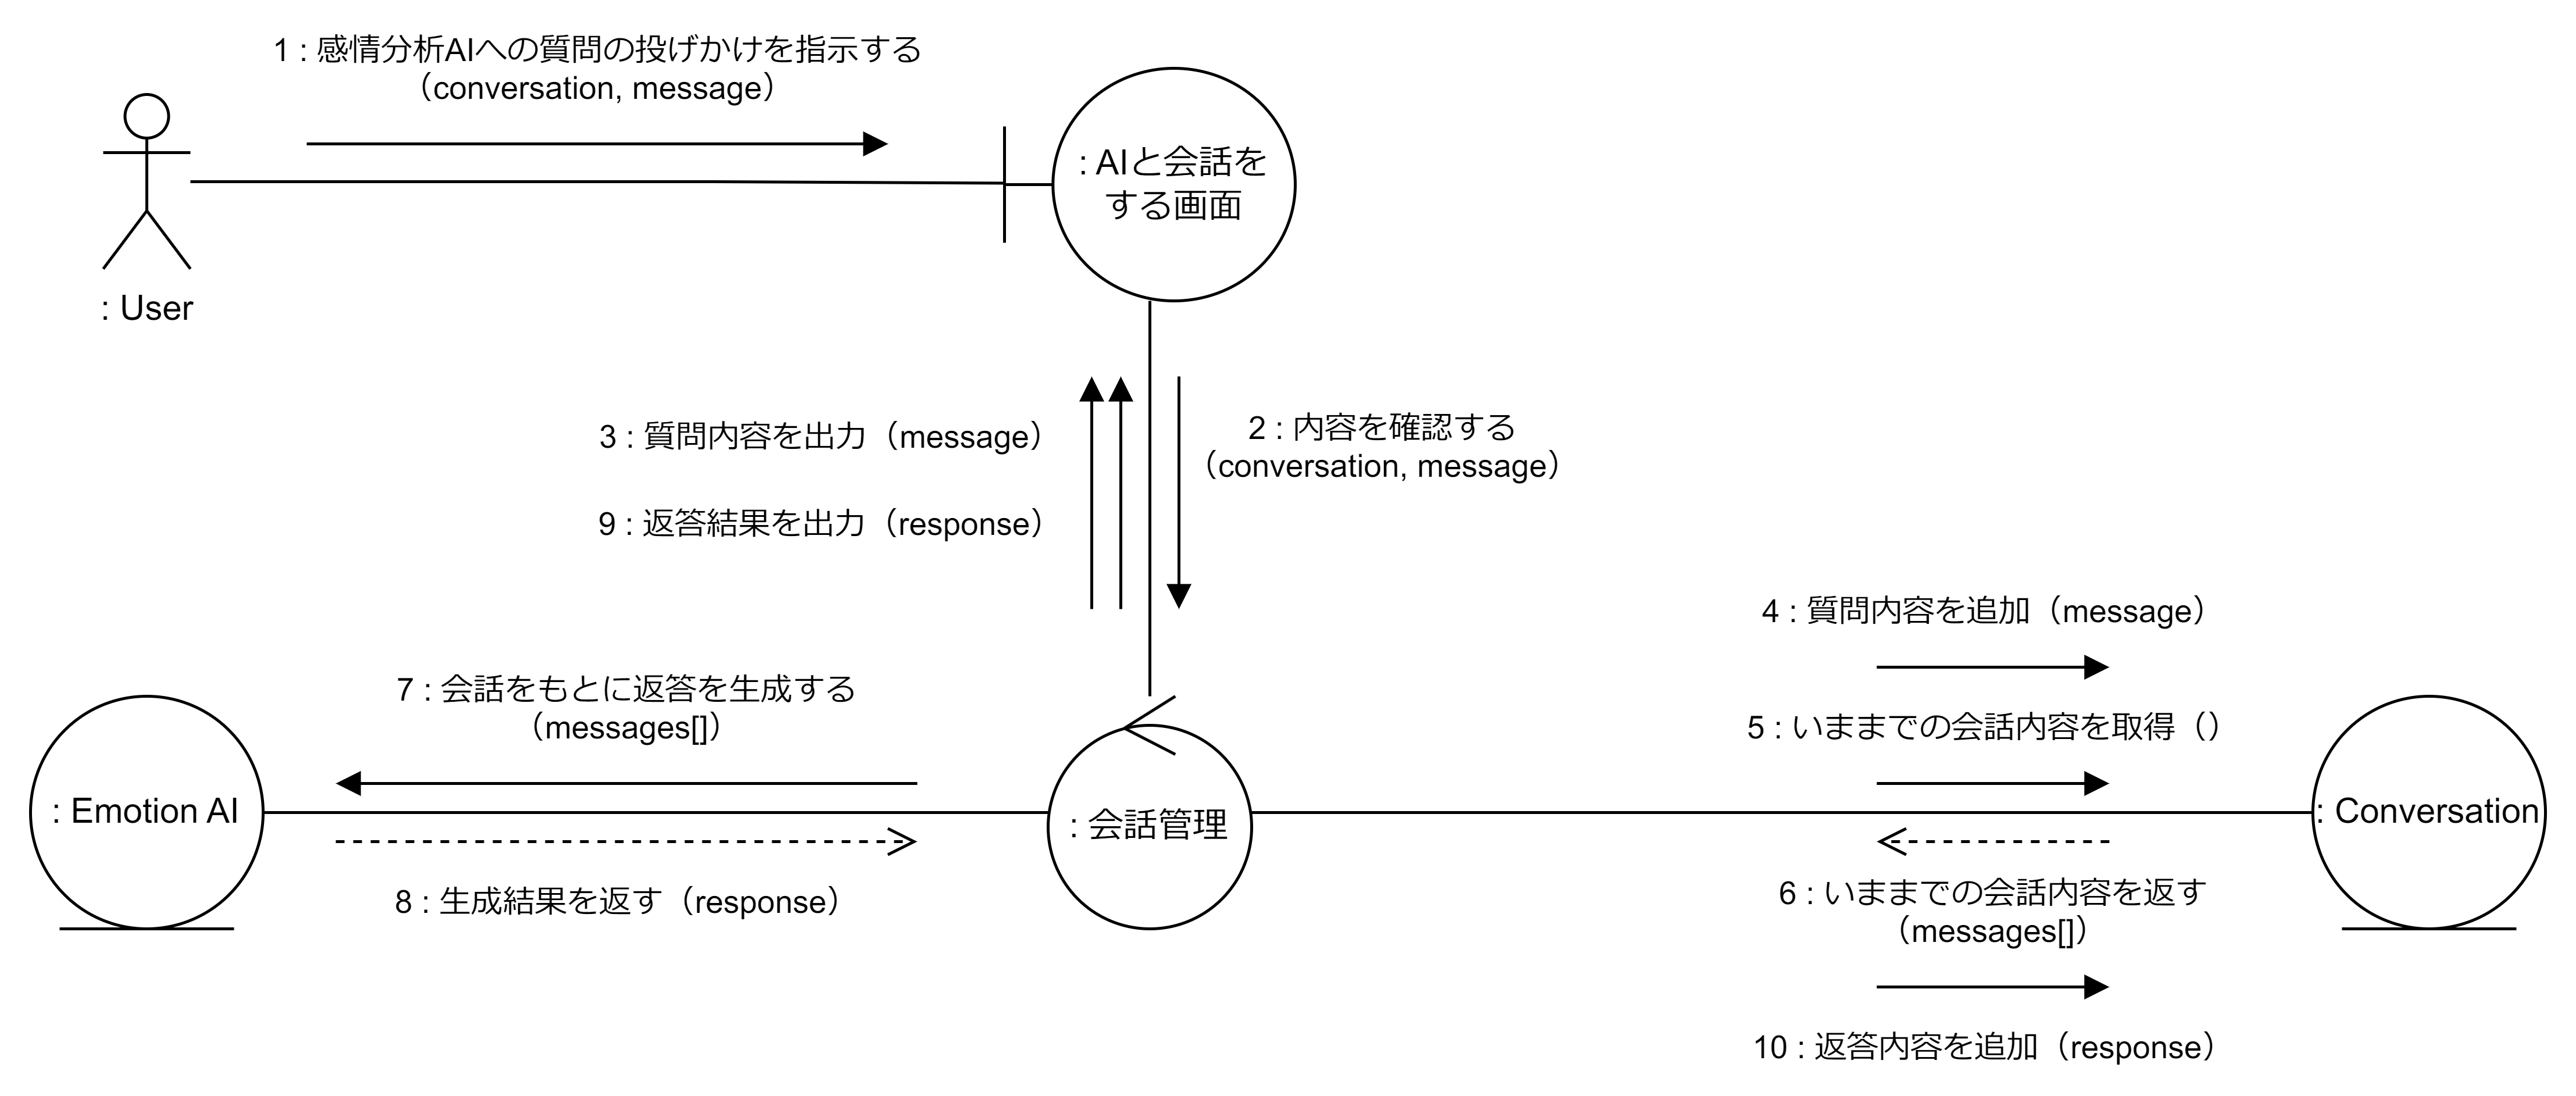 1 : 感情分析AIへの質問の投げかけを指示する
（conversation, message）
: User
: AIと会話を
する画面
3 : 質問内容を出力（message）
9 : 返答結果を出力（response）
2 : 内容を確認する
（conversation, message）
4 : 質問内容を追加（message）
5 : いままでの会話内容を取得（）
7 : 会話をもとに返答を生成する
（messages[]）
: Emotion AI
: 会話管理
: Conversation
8 : 生成結果を返す（response）
6 : いままでの会話内容を返す
（messages[]）
10 : 返答内容を追加（response）